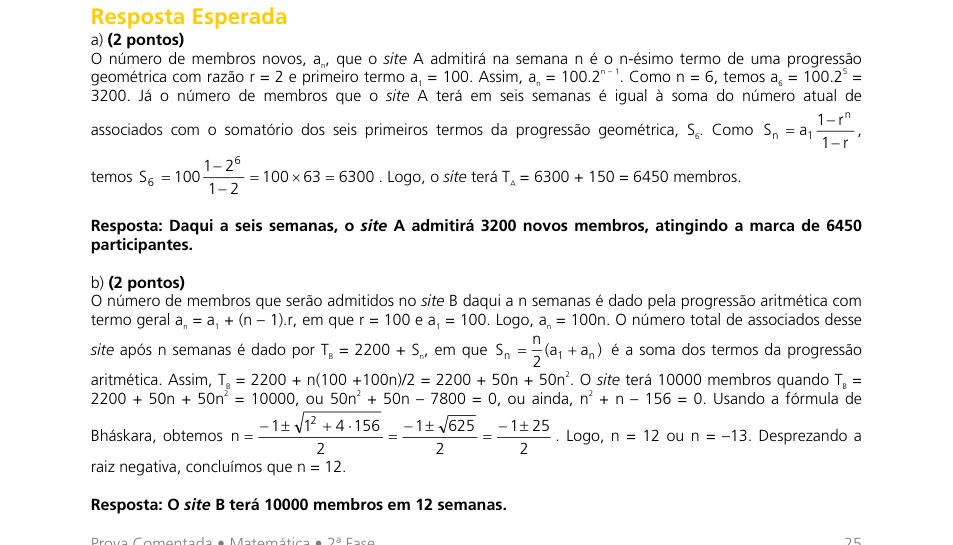 Resposta Esperada
a) (2 pontos)
O número de membros novos, aₙ, que o site A admitirá na semana n é o n-ésimo termo de uma progressão
geométrica com razão r = 2 e primeiro termo a₁ = 100. Assim, aₙ = 100.2ⁿ⁻¹. Como n = 6, temos a₆ = 100.2⁵ =
3200. Já o número de membros que o site A terá em seis semanas é igual à soma do número atual de
associados com o somatório dos seis primeiros termos da progressão geométrica, S₆. Como Sₙ = a₁ (1−rⁿ)/(1−r),
temos S₆ = 100 (1−2⁶)/(1−2) = 100 × 63 = 6300 . Logo, o site terá T_A = 6300 + 150 = 6450 membros.
Resposta: Daqui a seis semanas, o site A admitirá 3200 novos membros, atingindo a marca de 6450
participantes.
b) (2 pontos)
O número de membros que serão admitidos no site B daqui a n semanas é dado pela progressão aritmética com
termo geral aₙ = a₁ + (n – 1).r, em que r = 100 e a₁ = 100. Logo, aₙ = 100n. O número total de associados desse
site após n semanas é dado por T_B = 2200 + Sₙ, em que Sₙ = n/2 (a₁ + aₙ) é a soma dos termos da progressão
aritmética. Assim, T_B = 2200 + n(100 +100n)/2 = 2200 + 50n + 50n². O site terá 10000 membros quando T_B =
2200 + 50n + 50n² = 10000, ou 50n² + 50n – 7800 = 0, ou ainda, n² + n – 156 = 0. Usando a fórmula de
Bháskara, obtemos n = (−1 ± √(1² + 4·156))/2 = (−1 ± √625)/2 = (−1 ± 25)/2 . Logo, n = 12 ou n = –13. Desprezando a
raiz negativa, concluímos que n = 12.
Resposta: O site B terá 10000 membros em 12 semanas.
Prova Comentada • Matemática • 2ª Fase 25